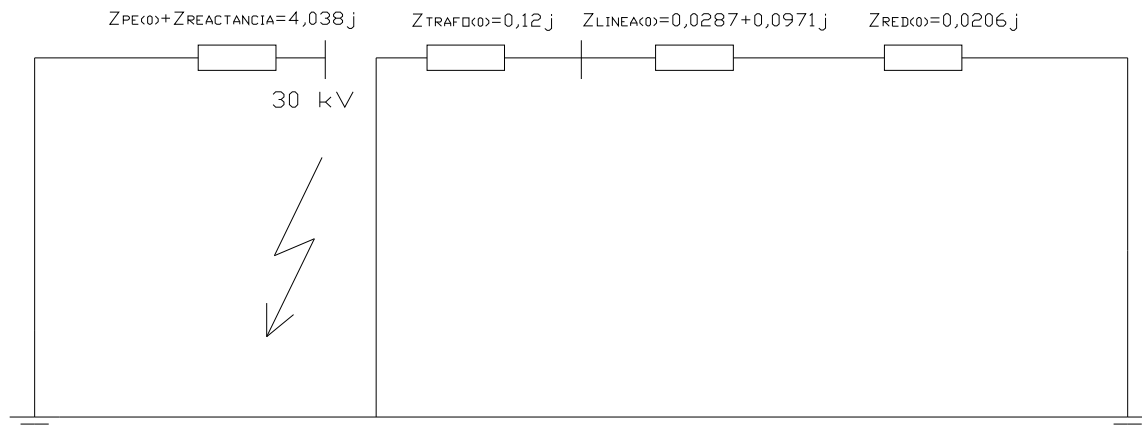 ZPE(0)+ZREACTANCIA=4,038j
ZTRAFO(0)=0,12j
ZLINEA(0)=0,0287+0,0971j
ZRED(0)=0,0206j
30 kV